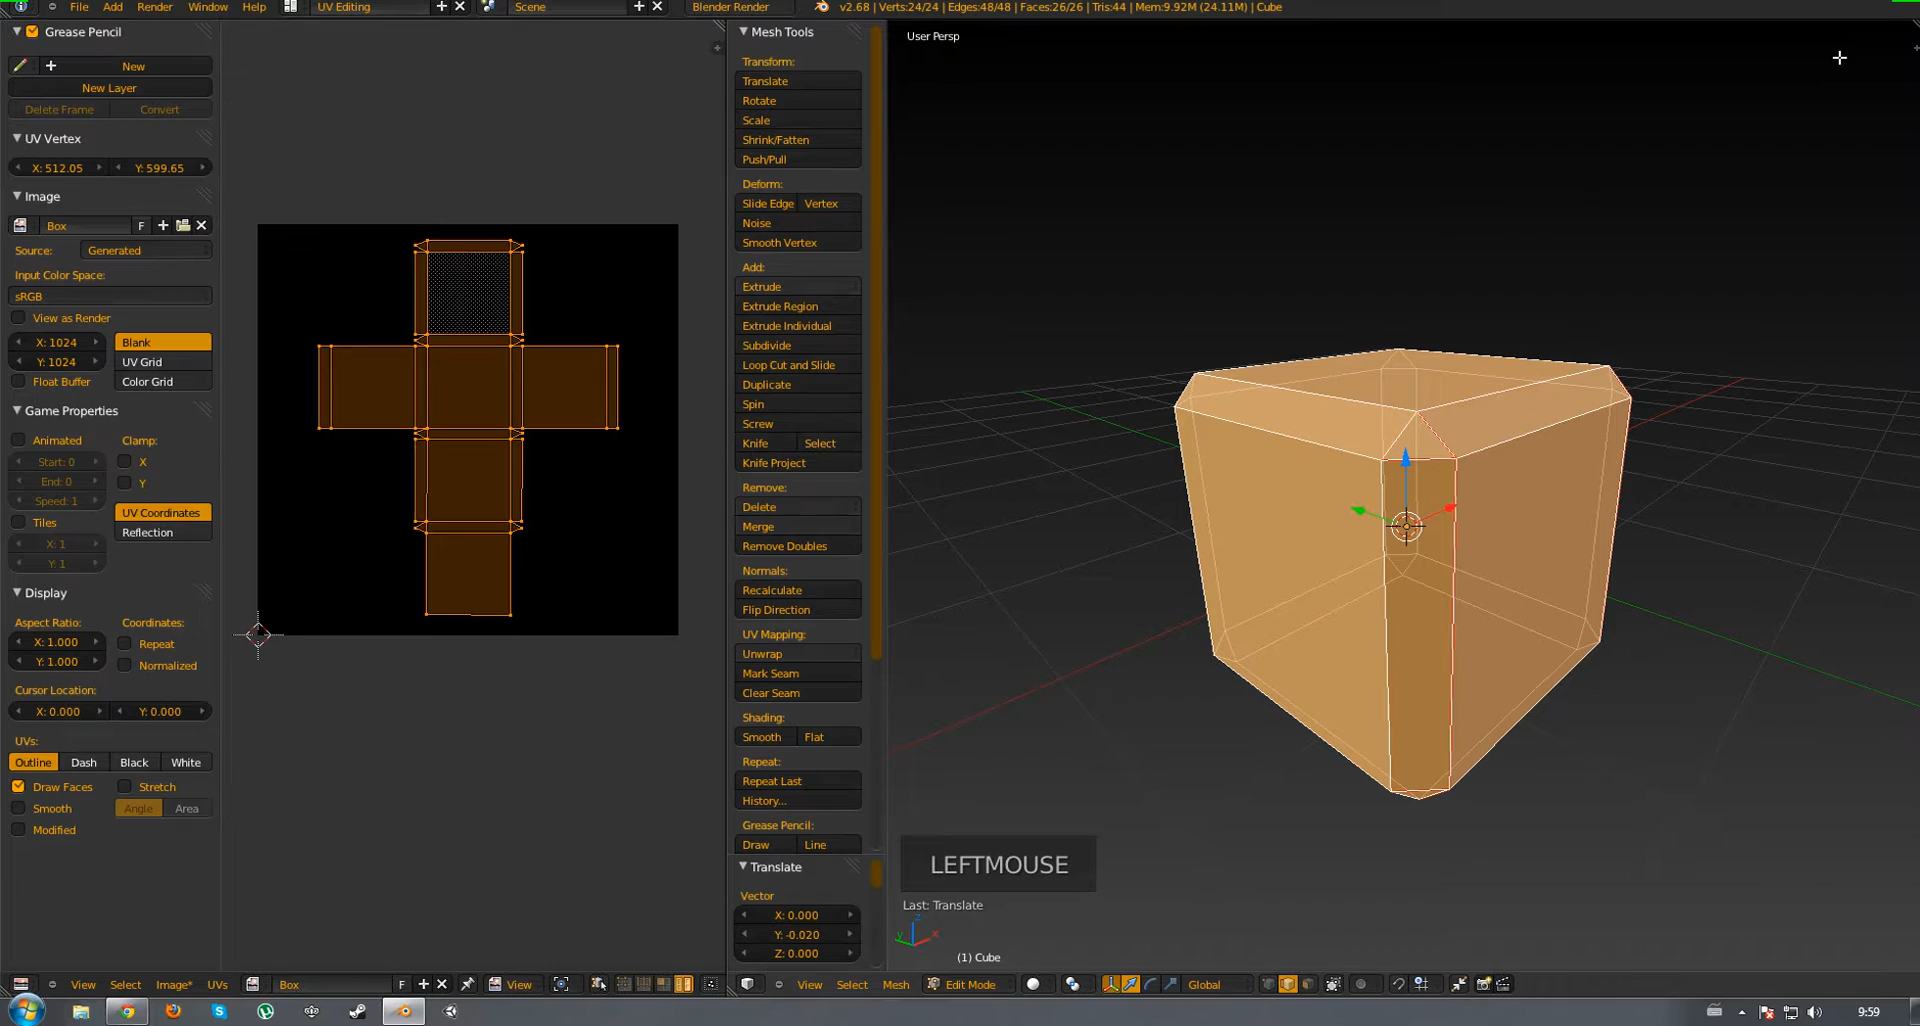 File Add Render Window Help UV Editing Scene Blender Render v2.68 | Verts:24/24 | Edges:48/48 | Faces:26/26 | Tris:44 | Mem:9.92M (24.11M) | Cube
Grease Pencil
New
New Layer
Delete Frame Convert
UV Vertex
X: 512.05 Y: 599.65
Image
Box F
Source: Generated
Input Color Space:
sRGB
View as Render
X: 1024 Blank
Y: 1024 UV Grid
Float Buffer Color Grid
Game Properties
Animated Clamp:
Start: 0 X
End: 0 Y
Speed: 1
Tiles UV Coordinates
X: 1 Reflection
Y: 1
Display
Aspect Ratio: Coordinates:
X: 1.000 Repeat
Y: 1.000 Normalized
Cursor Location:
X: 0.000 Y: 0.000
UVs:
Outline Dash Black White
Draw Faces Stretch
Smooth Angle Area
Modified
Mesh Tools
Transform:
Translate
Rotate
Scale
Shrink/Fatten
Push/Pull
Deform:
Slide Edge Vertex
Noise
Smooth Vertex
Add:
Extrude
Extrude Region
Extrude Individual
Subdivide
Loop Cut and Slide
Duplicate
Spin
Screw
Knife Select
Knife Project
Remove:
Delete
Merge
Remove Doubles
Normals:
Recalculate
Flip Direction
UV Mapping:
Unwrap
Mark Seam
Clear Seam
Shading:
Smooth Flat
Repeat:
Repeat Last
History...
Grease Pencil:
Draw Line
Translate
Vector
X: 0.000
Y: -0.020
Z: 0.000
User Persp
LEFTMOUSE
Last: Translate
z
y x
(1) Cube
View Select Image* UVs Box F View
View Select Mesh Edit Mode Global
9:59